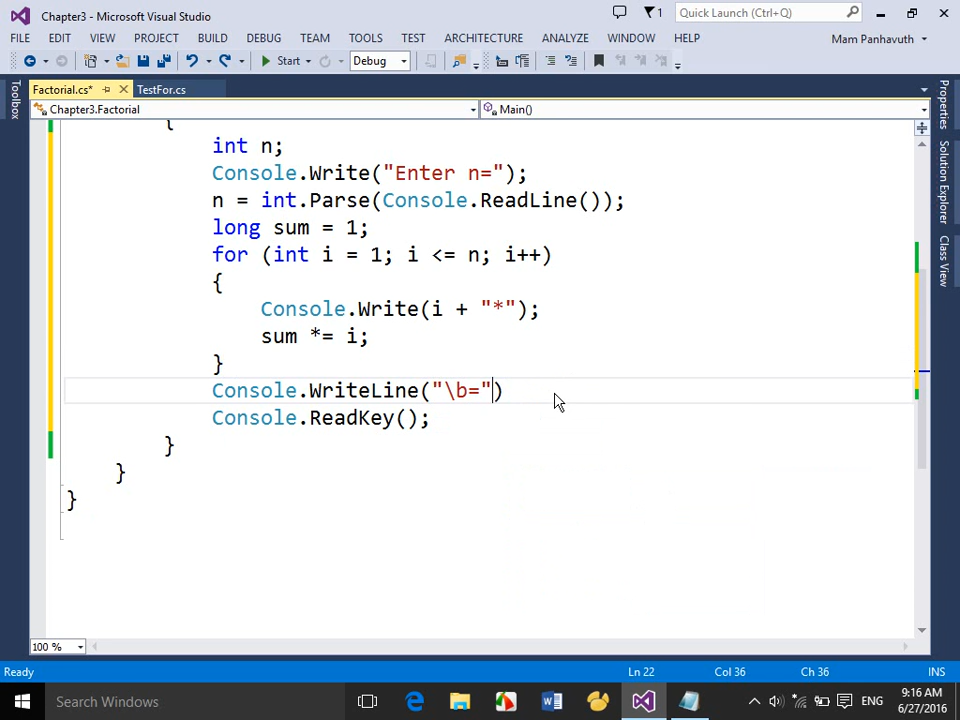 Chapter3 - Microsoft Visual Studio
1
Quick Launch (Ctrl+Q)
FILE EDIT VIEW PROJECT BUILD DEBUG TEAM TOOLS TEST ARCHITECTURE ANALYZE WINDOW HELP
Mam Panhavuth
Start Debug
Factorial.cs* TestFor.cs
Chapter3.Factorial Main()
Toolbox
Properties
Solution Explorer
Class View
{
int n;
Console.Write("Enter n=");
n = int.Parse(Console.ReadLine());
long sum = 1;
for (int i = 1; i <= n; i++)
{
Console.Write(i + "*");
sum *= i;
}
Console.WriteLine("\b=")
Console.ReadKey();
}
}
}
100 %
Ready Ln 22 Col 36 Ch 36 INS
Search Windows
ENG
9:16 AM
6/27/2016